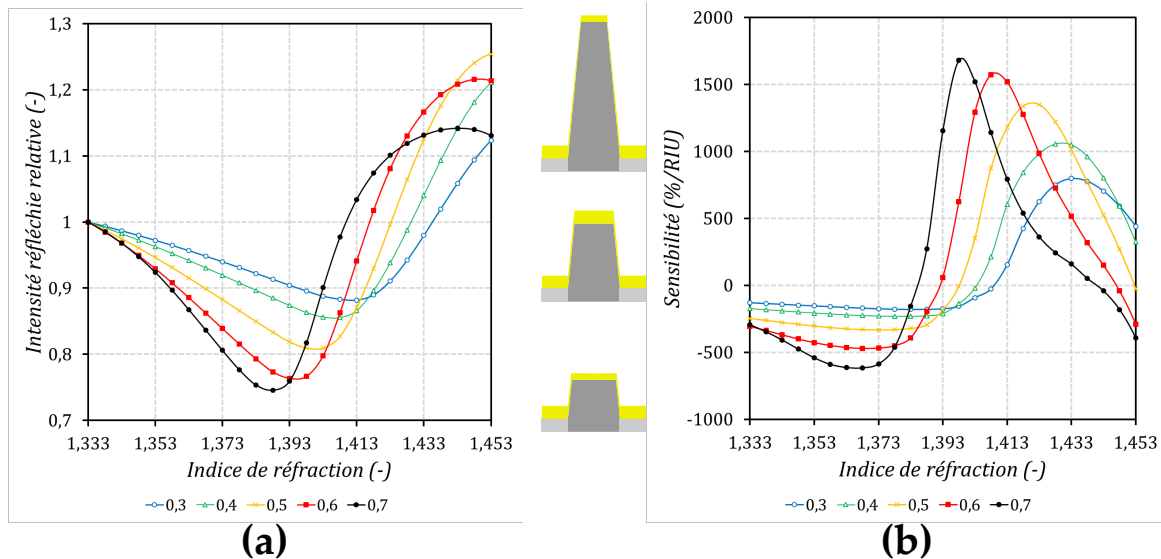 1,3
1,2
1,1
1
0,9
0,8
0,7
Intensité réfléchie relative (-)
1,333 1,353 1,373 1,393 1,413 1,433 1,453
Indice de réfraction (-)
0,3 0,4 0,5 0,6 0,7
(a)
2000
1500
1000
500
0
-500
-1000
Sensibilité (%/RIU)
1,333 1,353 1,373 1,393 1,413 1,433 1,453
Indice de réfraction (-)
0,3 0,4 0,5 0,6 0,7
(b)